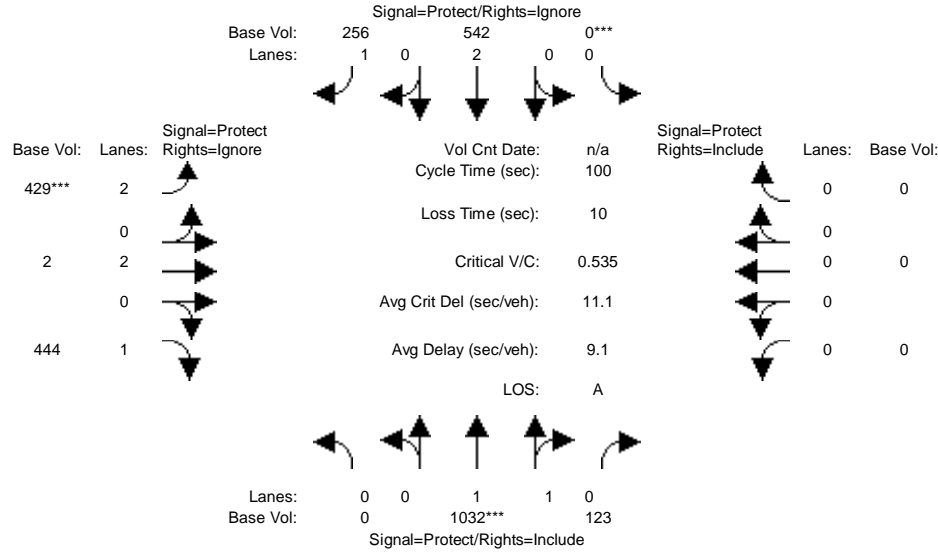 Signal=Protect/Rights=Ignore
Base Vol: 256 542 0***
Lanes: 1 0 2 0 0
Signal=Protect
Base Vol: Lanes: Rights=Ignore
Vol Cnt Date: n/a
Signal=Protect
Rights=Include Lanes: Base Vol:
Cycle Time (sec): 100
429*** 2 0 0
Loss Time (sec): 10
0 0
2 2 Critical V/C: 0.535 0 0
0 Avg Crit Del (sec/veh): 11.1 0
444 1 Avg Delay (sec/veh): 9.1 0 0
LOS: A
Lanes: 0 0 1 1 0
Base Vol: 0 1032*** 123
Signal=Protect/Rights=Include